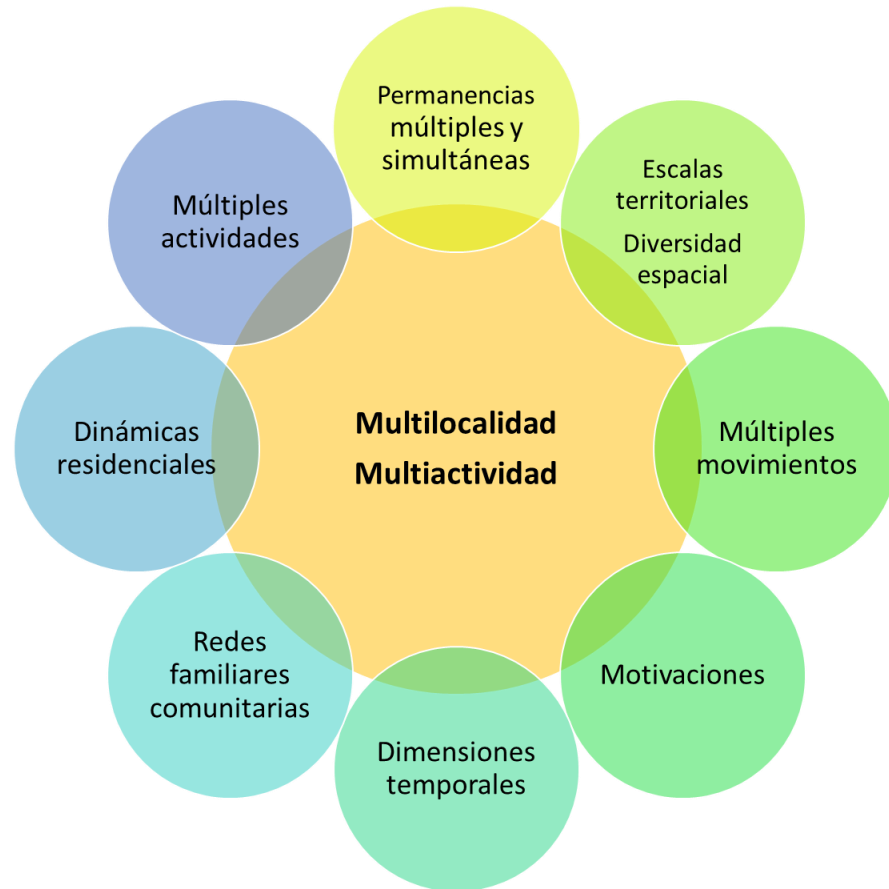 Permanencias
múltiples y
simultáneas
Escalas
territoriales
Diversidad
espacial
Múltiples
movimientos
Motivaciones
Dimensiones
temporales
Redes
familiares
comunitarias
Dinámicas
residenciales
Múltiples
actividades
Multilocalidad
Multiactividad